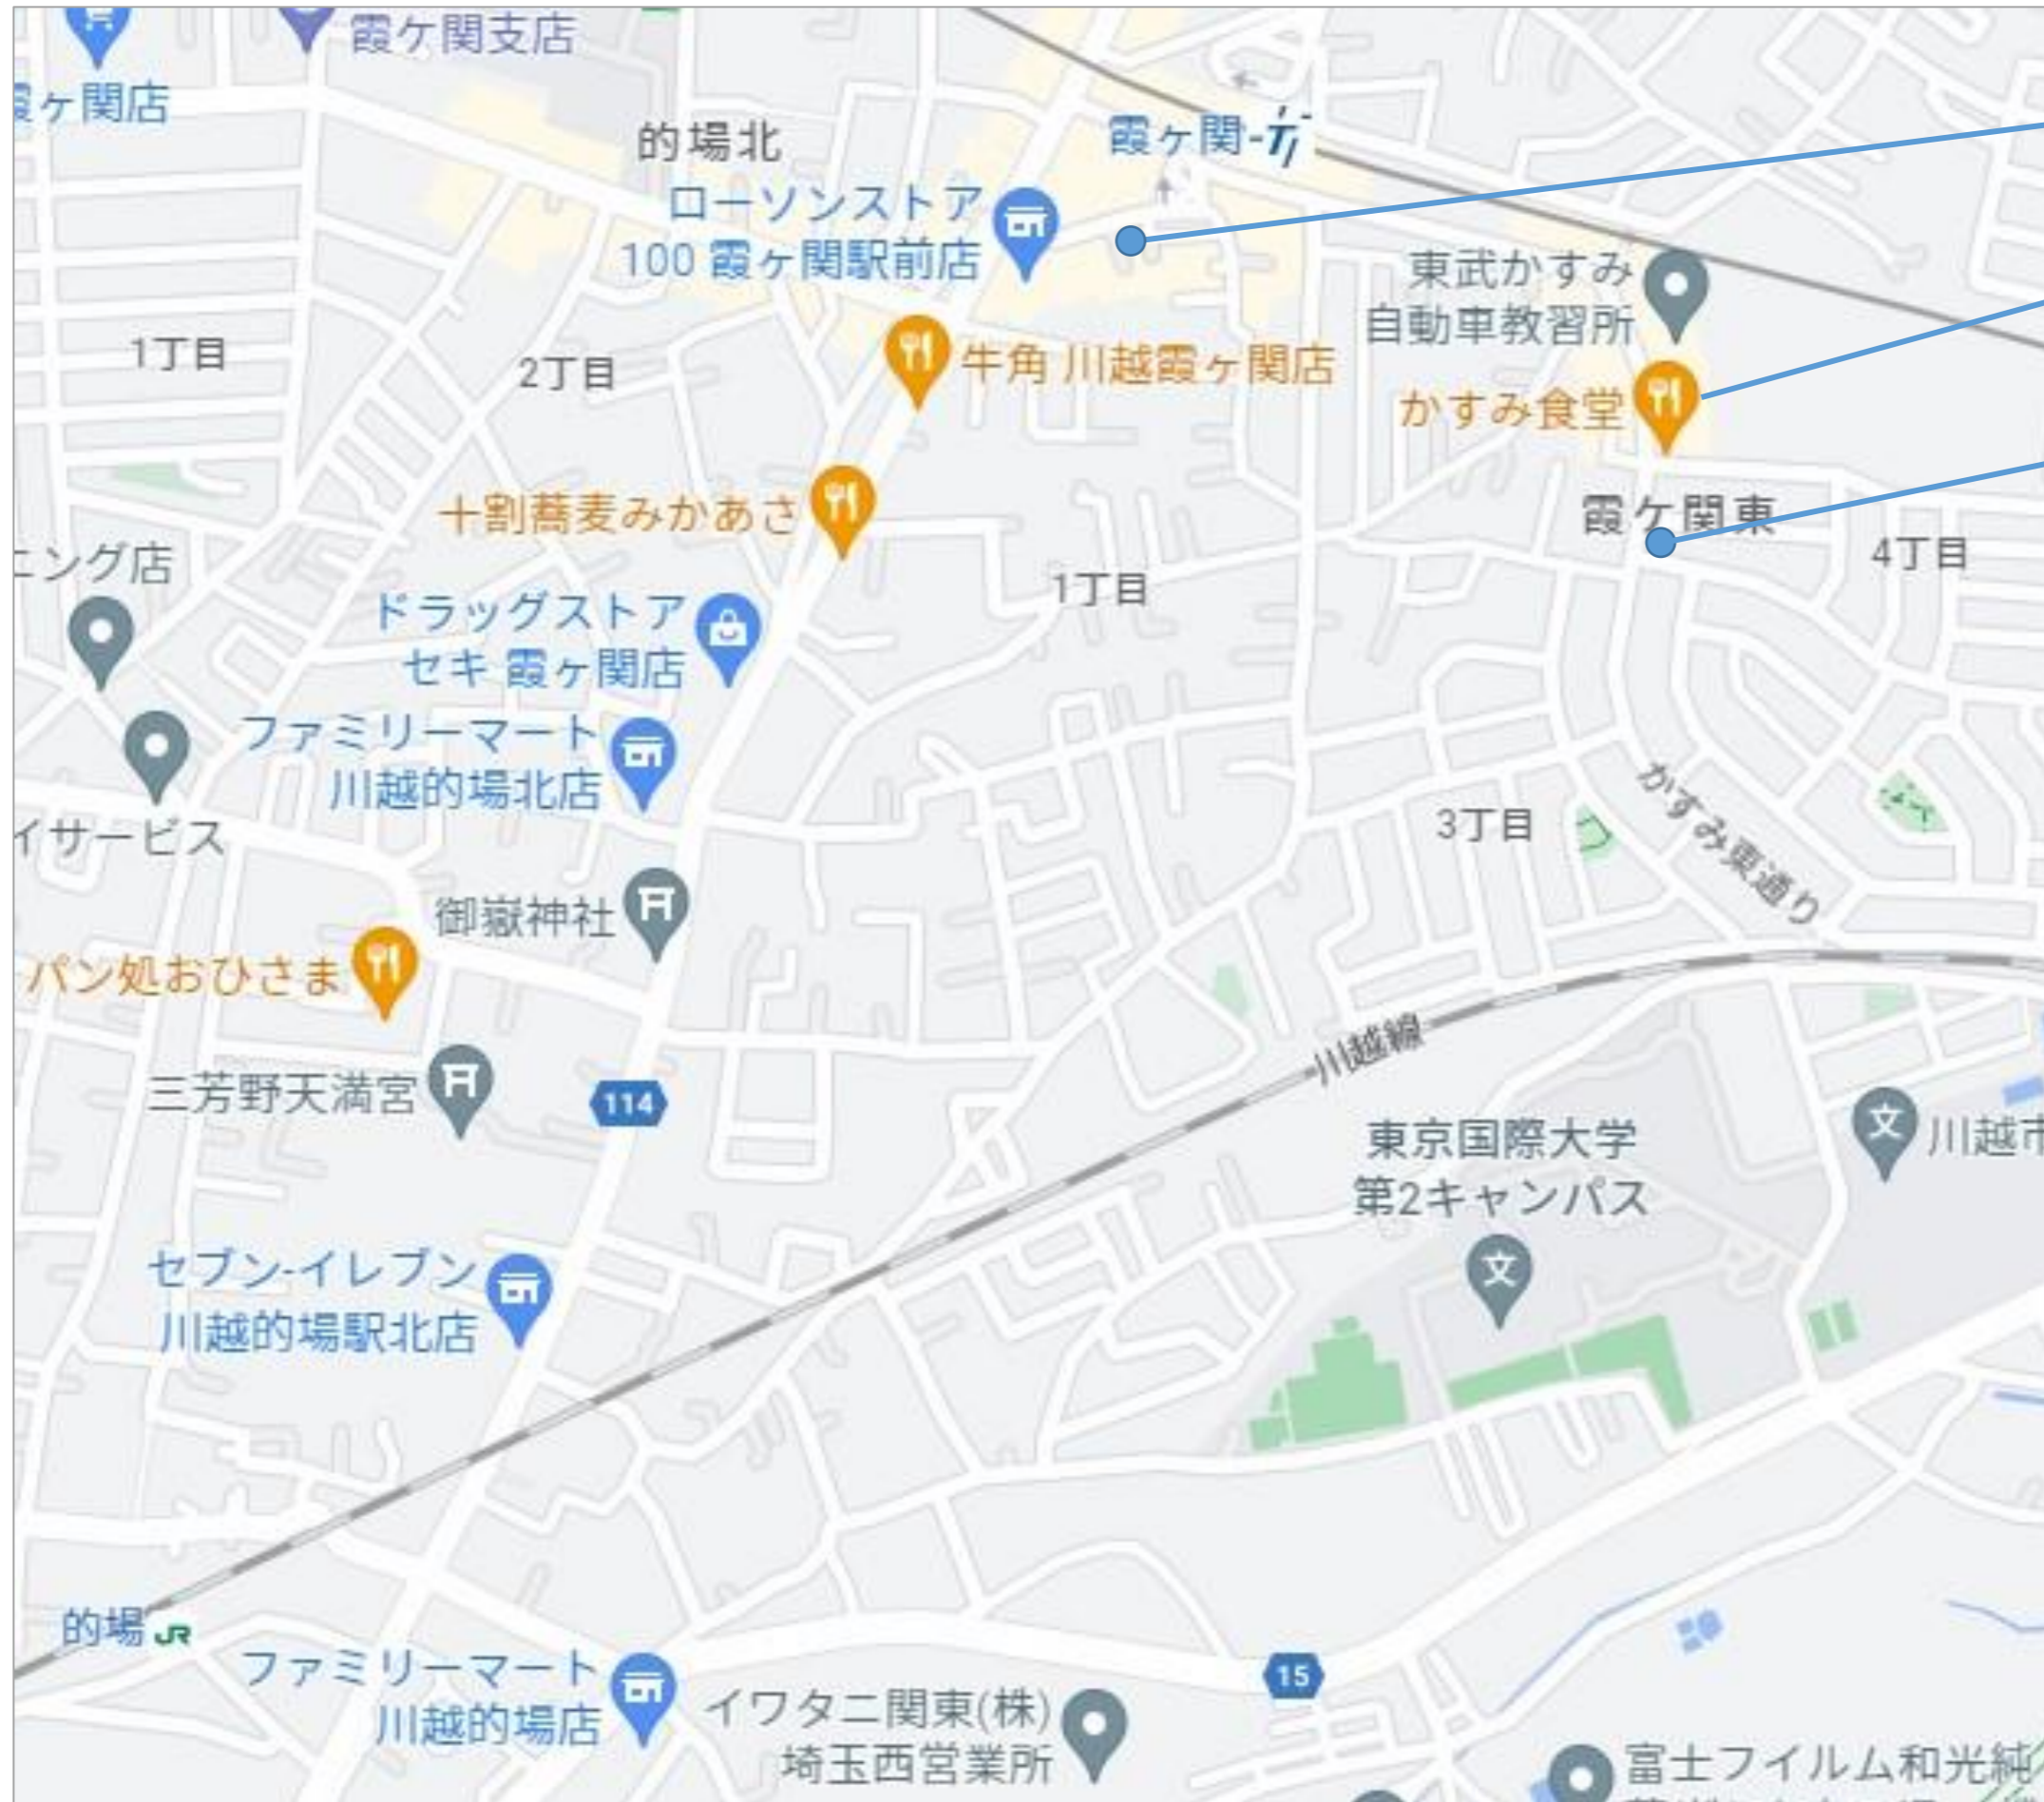 霞ケ関支店
霞ヶ関店
的場北
霞ヶ関
ローソンストア
100 霞ヶ関駅前店
東武かすみ
自動車教習所
1丁目
2丁目
牛角 川越霞ヶ関店
かすみ食堂
十割蕎麦みかあさ
霞ケ関東
4丁目
ニング店
1丁目
ドラッグストア
セキ 霞ヶ関店
ファミリーマート
川越的場北店
かすみ東通り
3丁目
イサービス
御嶽神社
パン処おひさま
川越線
三芳野天満宮
114
東京国際大学
第2キャンパス
文
文
川越市
セブン-イレブン
川越的場駅北店
的場 JR
ファミリーマート
川越的場店
15
イワタニ関東(株)
埼玉西営業所
富士フイルム和光純